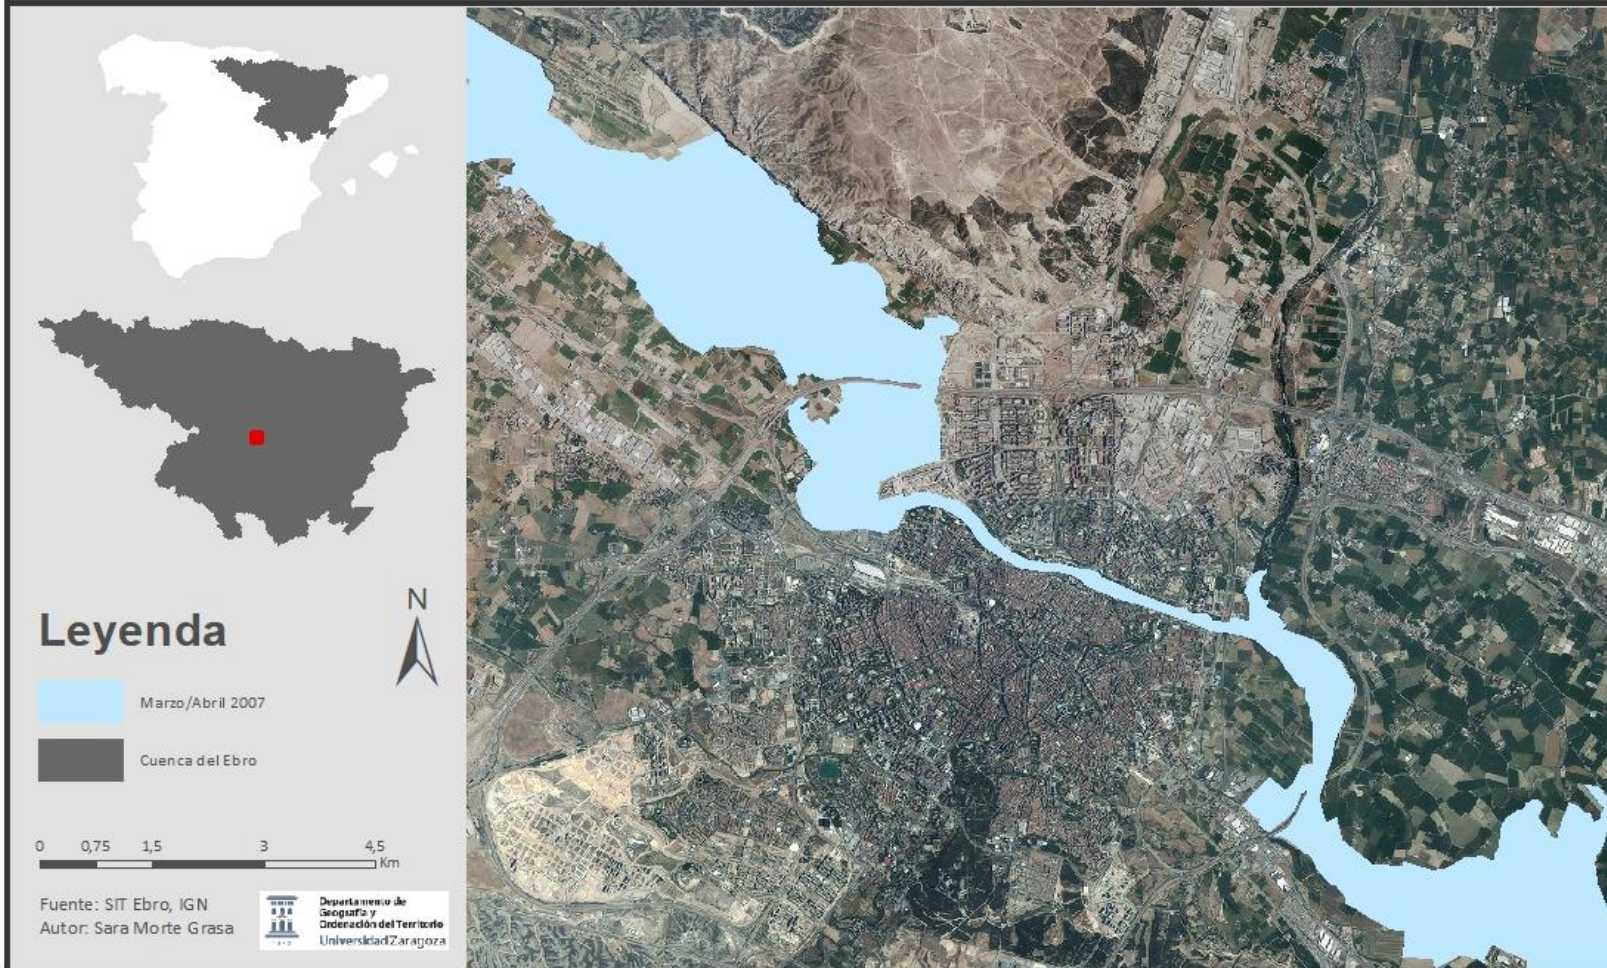 N
Leyenda
Marzo/Abril 2007
Cuenca del Ebro
0 0,75 1,5 3 4,5
Km
Fuente: SIT Ebro, IGN
Autor: Sara Morte Grasa
Departamento de
Geografía y
Ordenación del Territorio
Universidad Zaragoza